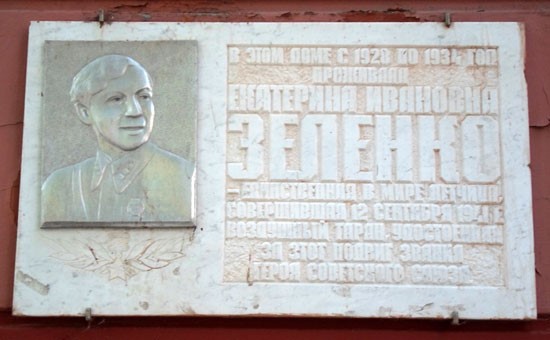 В ЭТОМ ДОМЕ С 1928 ПО 1934 ГОД
ПРОЖИВАЛА
ЕКАТЕРИНА ИВАНОВНА
ЗЕЛЕНКО
– ЕДИНСТВЕННАЯ В МИРЕ ЛЕТЧИЦА,
СОВЕРШИВШАЯ 12 СЕНТЯБРЯ 1941 Г.
ВОЗДУШНЫЙ ТАРАН. УДОСТОЕНА
ЗА ЭТОТ ПОДВИГ ЗВАНИЯ
ГЕРОЯ СОВЕТСКОГО СОЮЗА.